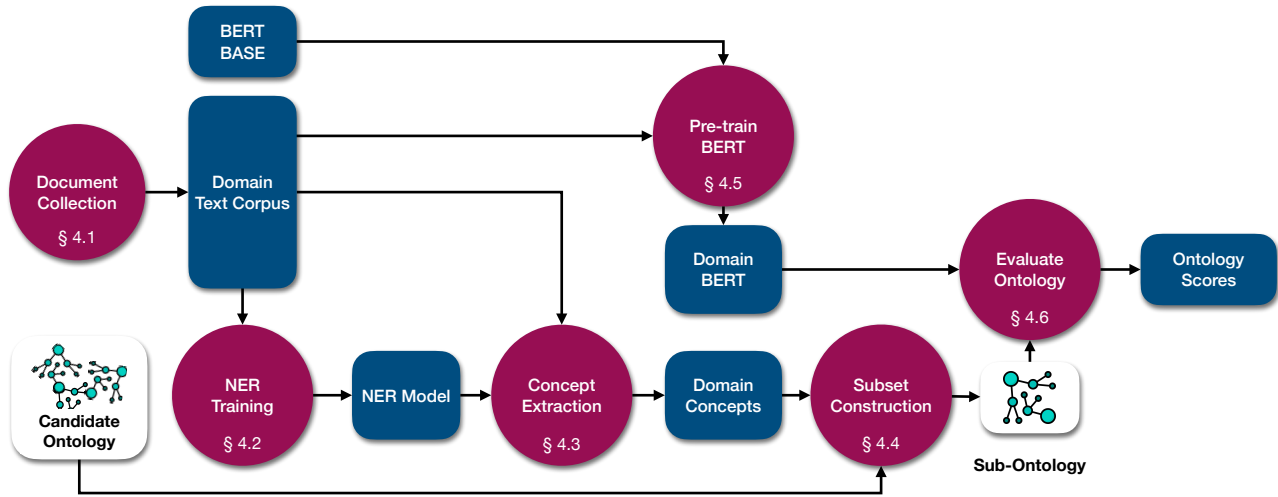 BERT
BASE
Pre-train
BERT
§ 4.5
Document
Collection
§ 4.1
Domain
Text Corpus
Domain
BERT
Evaluate
Ontology
§ 4.6
Ontology
Scores
Candidate
Ontology
NER
Training
§ 4.2
NER Model
Concept
Extraction
§ 4.3
Domain
Concepts
Subset
Construction
§ 4.4
Sub-Ontology